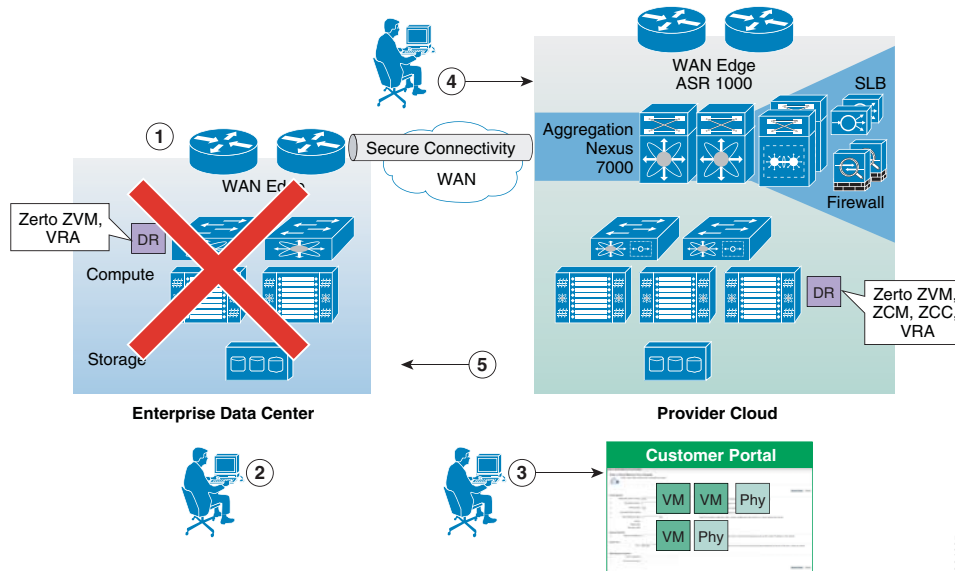 4
WAN Edge
ASR 1000
SLB
1
Aggregation
Nexus
7000
Secure Connectivity
WAN
WAN Edge
Firewall
Zerto ZVM,
VRA
DR
Compute
DR
Zerto ZVM,
ZCM, ZCC,
VRA
Storage
5
Enterprise Data Center
Provider Cloud
2
3
Customer Portal
VM
VM
Phy
VM
Phy